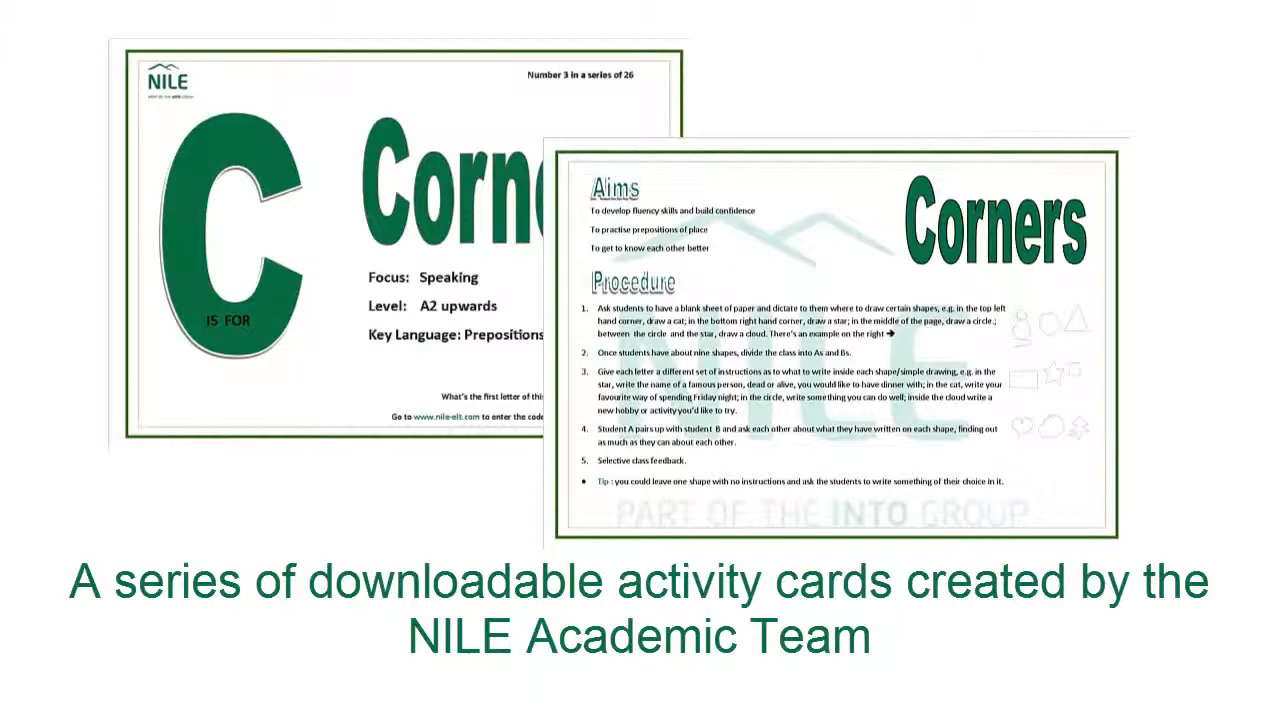 NILE
Number 3 in a series of 26
C
IS FOR
Corne
Focus: Speaking
Level: A2 upwards
Key Language: Prepositions
What's the first letter of thi
Go to www.nile-elt.com to enter the code
Corners
Aims
To develop fluency skills and build confidence
To practise prepositions of place
To get to know each other better
Procedure
1. Ask students to have a blank sheet of paper and dictate to them where to draw certain shapes, e.g. in the top left
hand corner, draw a cat; in the bottom right hand corner, draw a star; in the middle of the page, draw a circle.;
between the circle and the star, draw a cloud. There's an example on the right →
2. Once students have about nine shapes, divide the class into As and Bs.
3. Give each letter a different set of instructions as to what to write inside each shape/simple drawing, e.g. in the
star, write the name of a famous person, dead or alive, you would like to have dinner with; in the cat, write your
favourite way of spending Friday night; in the circle, write something you can do well; inside the cloud write a
new hobby or activity you'd like to try.
4. Student A pairs up with student B and ask each other about what they have written on each shape, finding out
as much as they can about each other.
5. Selective class feedback.
• Tip : you could leave one shape with no instructions and ask the students to write something of their choice in it.
NILE
PART OF THE INTO GROUP
A series of downloadable activity cards created by the
NILE Academic Team